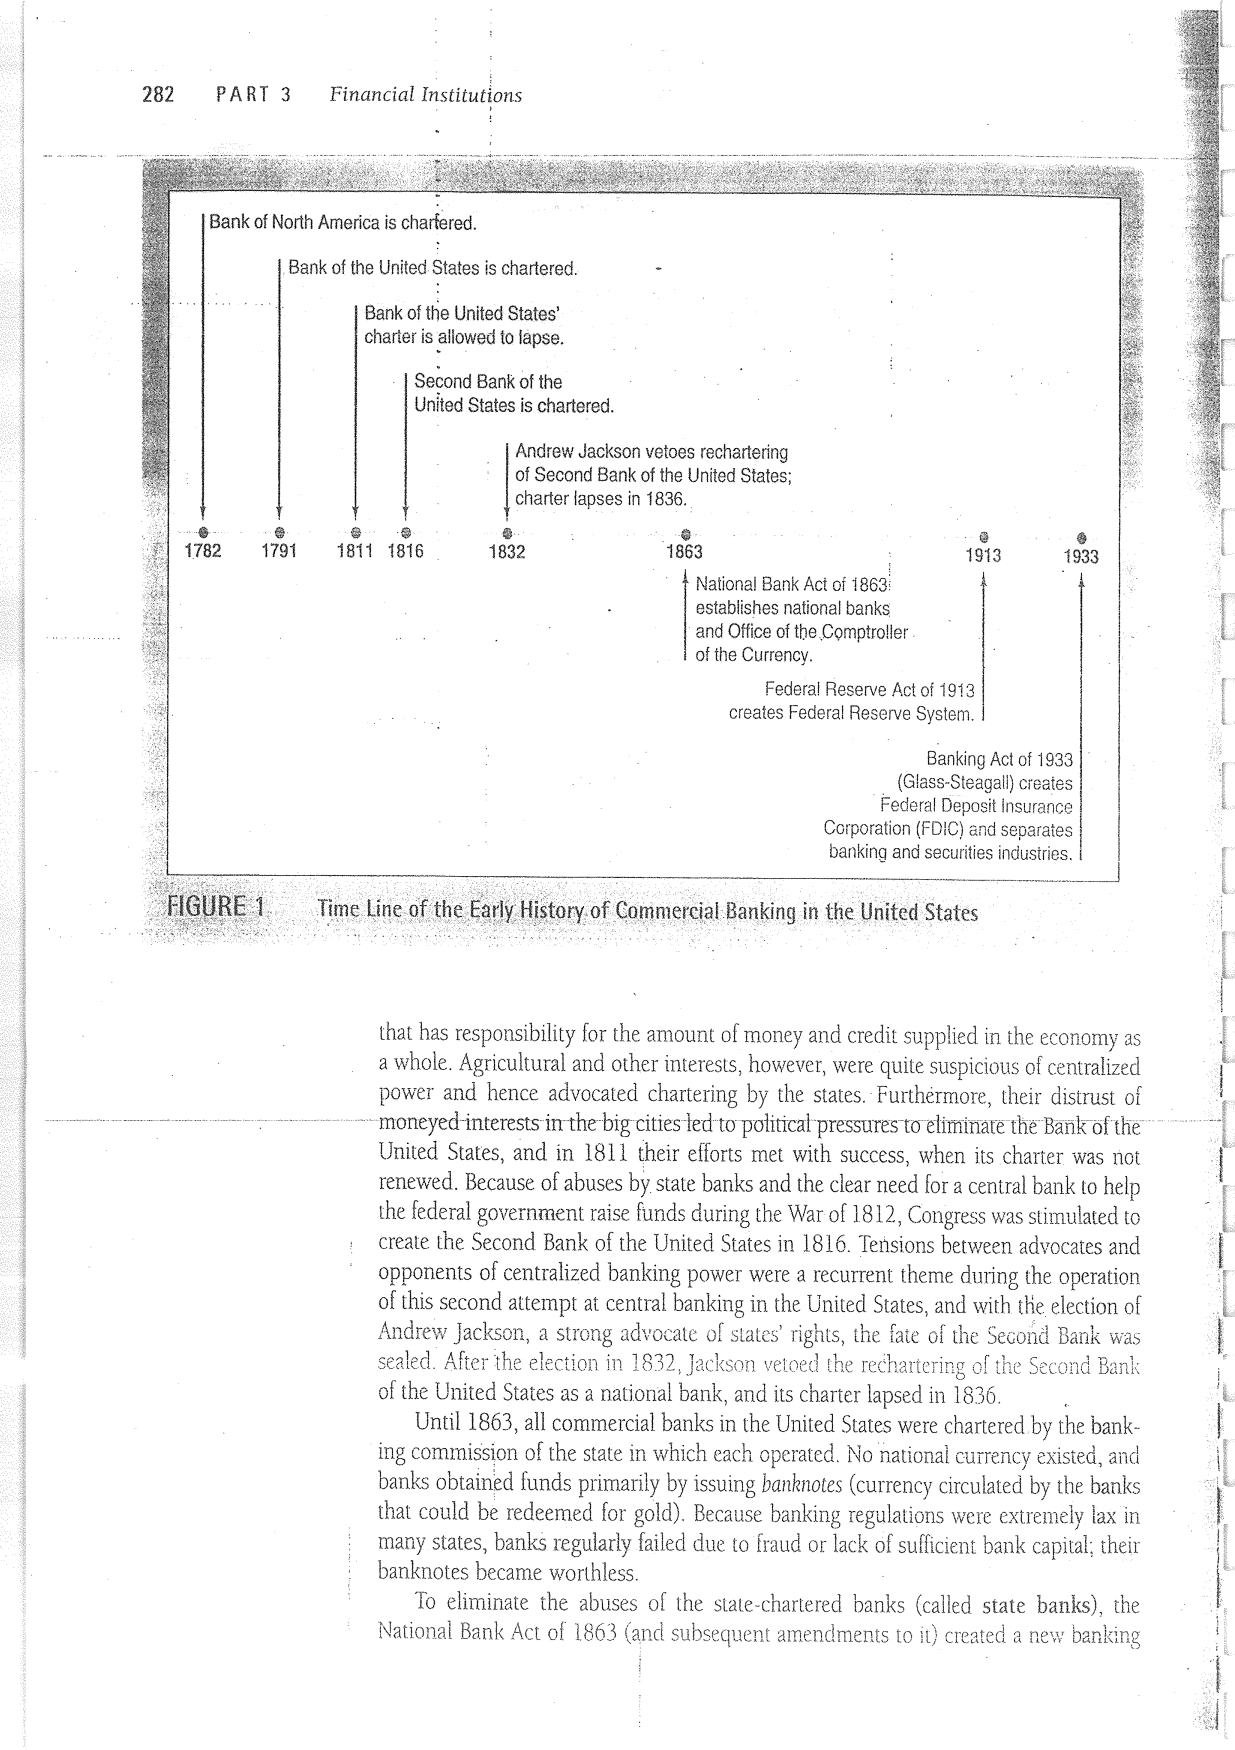 282 PART 3 Financial Institutions
Bank of North America is chartered.
Bank of the United States is chartered.
Bank of the United States'
charter is allowed to lapse.
Second Bank of the
United States is chartered.
Andrew Jackson vetoes rechartering
of Second Bank of the United States;
charter lapses in 1836.
1782 1791 1811 1816 1832 1863 1913 1933
National Bank Act of 1863
establishes national banks
and Office of the Comptroller
of the Currency.
Federal Reserve Act of 1913
creates Federal Reserve System.
Banking Act of 1933
(Glass-Steagall) creates
Federal Deposit Insurance
Corporation (FDIC) and separates
banking and securities industries.
FIGURE 1 Time Line of the Early History of Commercial Banking in the United States
that has responsibility for the amount of money and credit supplied in the economy as
a whole. Agricultural and other interests, however, were quite suspicious of centralized
power and hence advocated chartering by the states. Furthermore, their distrust of
moneyed interests in the big cities led to political pressures to eliminate the Bank of the
United States, and in 1811 their efforts met with success, when its charter was not
renewed. Because of abuses by state banks and the clear need for a central bank to help
the federal government raise funds during the War of 1812, Congress was stimulated to
create the Second Bank of the United States in 1816. Tensions between advocates and
opponents of centralized banking power were a recurrent theme during the operation
of this second attempt at central banking in the United States, and with the election of
Andrew Jackson, a strong advocate of states' rights, the fate of the Second Bank was
sealed. After the election in 1832, Jackson vetoed the rechartering of the Second Bank
of the United States as a national bank, and its charter lapsed in 1836.
Until 1863, all commercial banks in the United States were chartered by the bank-
ing commission of the state in which each operated. No national currency existed, and
banks obtained funds primarily by issuing banknotes (currency circulated by the banks
that could be redeemed for gold). Because banking regulations were extremely lax in
many states, banks regularly failed due to fraud or lack of sufficient bank capital; their
banknotes became worthless.
To eliminate the abuses of the state-chartered banks (called state banks), the
National Bank Act of 1863 (and subsequent amendments to it) created a new banking